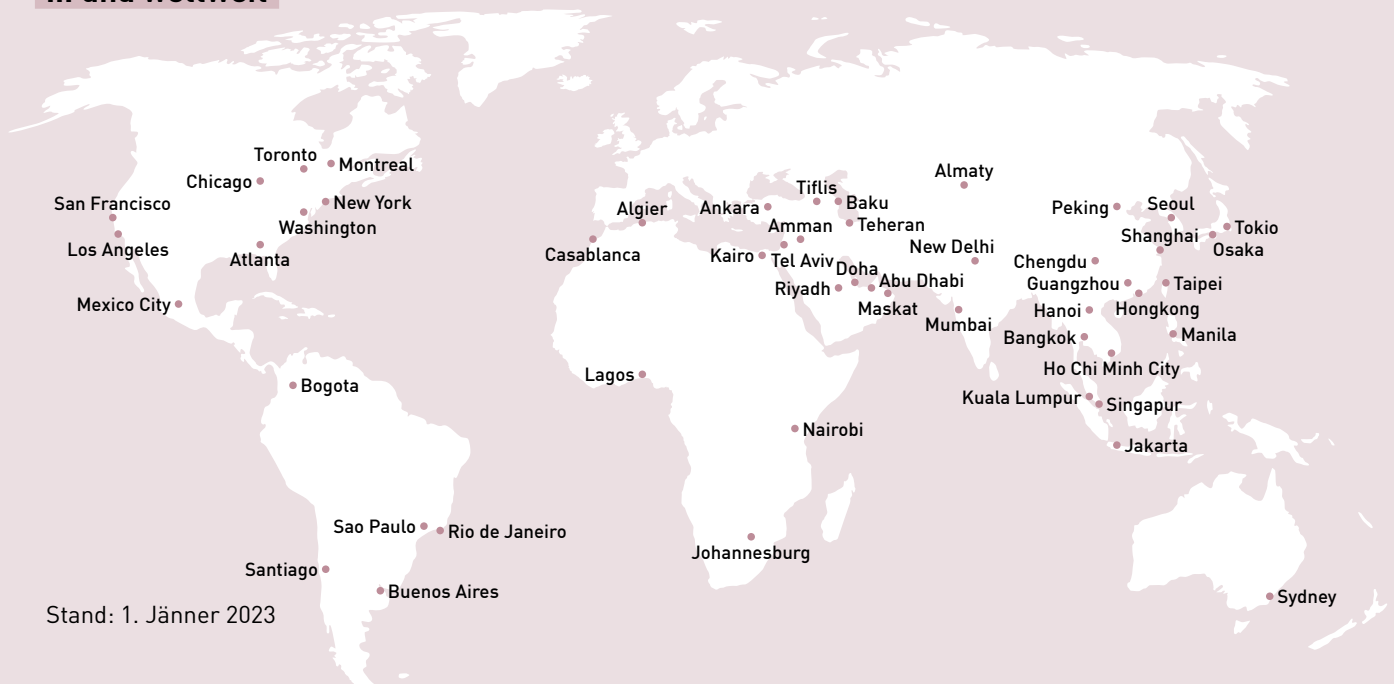 ... und weltweit
Toronto
Montreal
Chicago
San Francisco
New York
Washington
Los Angeles
Atlanta
Mexico City
Bogota
Sao Paulo
Rio de Janeiro
Santiago
Buenos Aires
Algier
Casablanca
Ankara
Tiflis
Baku
Amman
Teheran
Kairo
Tel Aviv
Doha
Riyadh
Abu Dhabi
Maskat
Lagos
Nairobi
Johannesburg
Almaty
New Delhi
Mumbai
Peking
Seoul
Shanghai
Tokio
Osaka
Chengdu
Guangzhou
Taipei
Hanoi
Hongkong
Bangkok
Manila
Ho Chi Minh City
Kuala Lumpur
Singapur
Jakarta
Sydney
Stand: 1. Jänner 2023